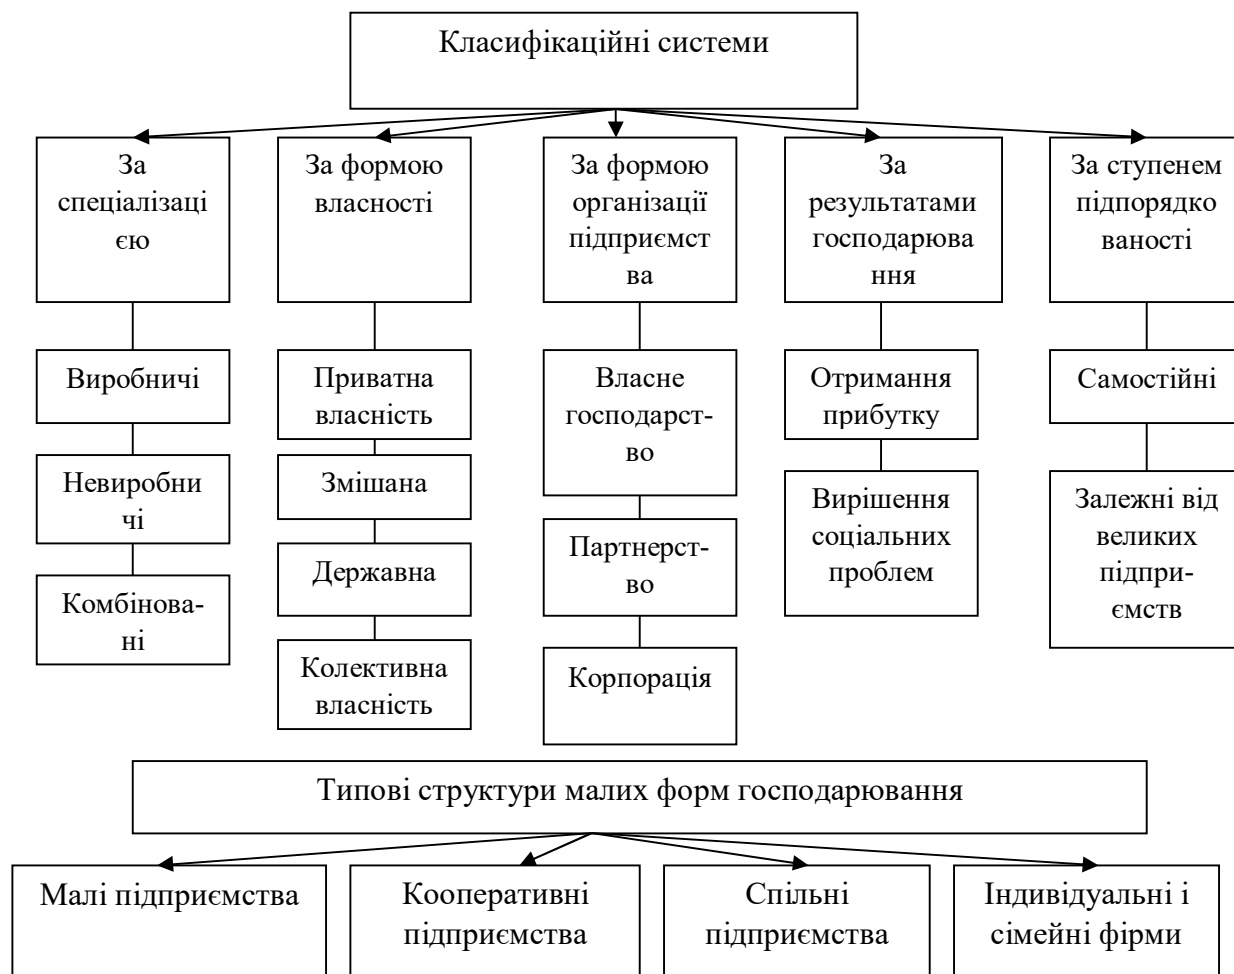 Класифікаційні системи
За
спеціалізаці
єю
За формою
власності
За формою
організації
підприємст
ва
За
результатами
господарюва
ння
За ступенем
підпорядко
ваності
Виробничі
Невиробни
чі
Комбінова-
ні
Приватна
власність
Змішана
Державна
Колективна
власність
Власне
господарст-
во
Партнерст-
во
Корпорація
Отримання
прибутку
Вирішення
соціальних
проблем
Самостійні
Залежні від
великих
підпри-
ємств
Типові структури малих форм господарювання
Малі підприємства
Кооперативні
підприємства
Спільні
підприємства
Індивідуальні і
сімейні фірми